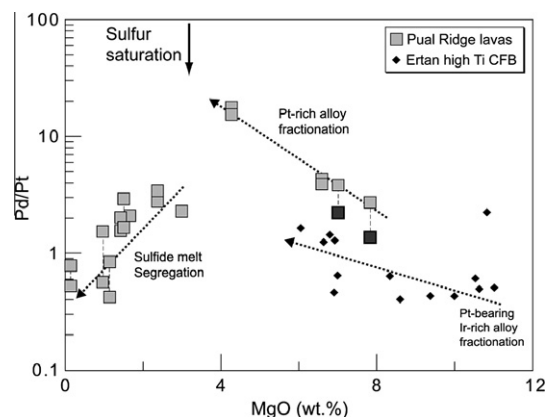 Sulfur
saturation
Pual Ridge lavas
Ertan high Ti CFB
100
Pt-rich alloy
fractionation
10
Pd/Pt
1
Sulfide melt
Segregation
Pt-bearing
Ir-rich alloy
fractionation
0.1
0 4 8 12
MgO (wt.%)